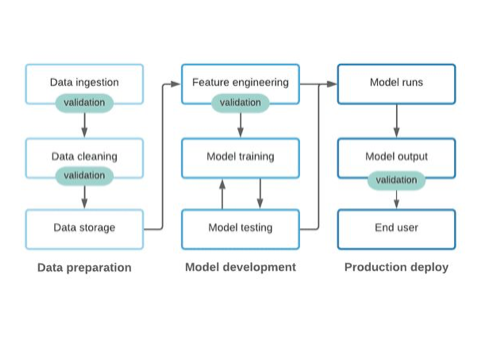 Data ingestion
validation
Data cleaning
validation
Data storage
Data preparation
Feature engineering
validation
Model training
Model testing
Model development
Model runs
Model output
validation
End user
Production deploy